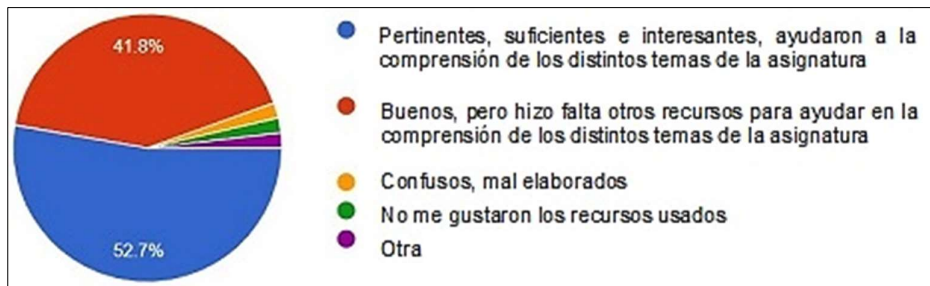 41.8%
52.7%
Pertinentes, suficientes e interesantes, ayudaron a la
comprensión de los distintos temas de la asignatura
Buenos, pero hizo falta otros recursos para ayudar en la
comprensión de los distintos temas de la asignatura
Confusos, mal elaborados
No me gustaron los recursos usados
Otra